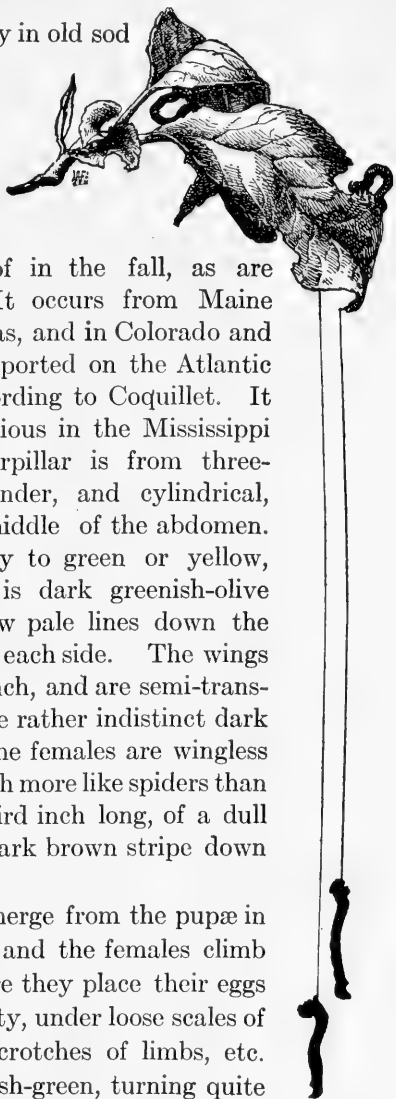 y in old sod
of in the fall, as are
It occurs from Maine
as, and in Colorado and
ported on the Atlantic
ording to Coquillet. It
ious in the Mississippi
erpillar is from three-
nder, and cylindrical,
niddle of the abdomen.
y to green or yellow,
is dark greenish-olive
w pale lines down the
each side. The wings
nch, and are semi-trans-
e rather indistinct dark
he females are wingless
h more like spiders than
ird inch long, of a dull
ark brown stripe down
merge from the pupæ in
and the females climb
re they place their eggs
ty, under loose scales of
crotches of limbs, etc.
sh-green, turning quite